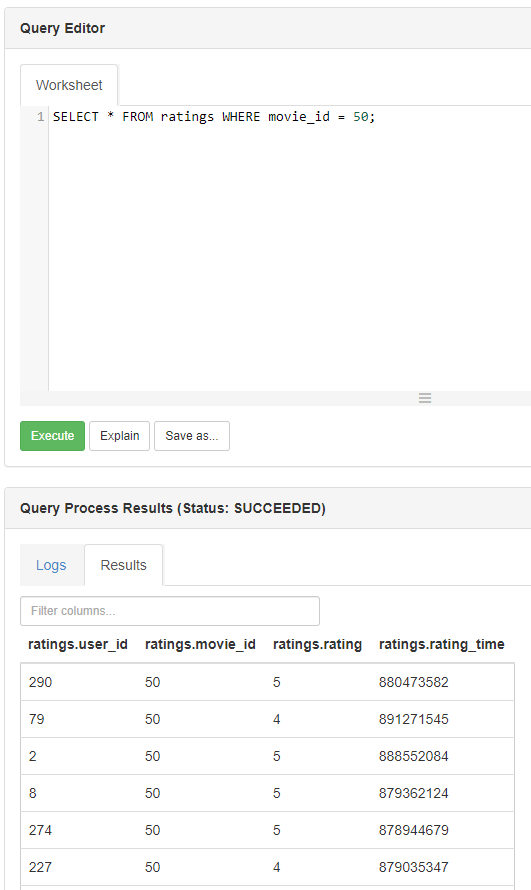 Query Editor
Worksheet
1 SELECT * FROM ratings WHERE movie_id = 50;
Execute Explain Save as...
Query Process Results (Status: SUCCEEDED)
Logs Results
Filter columns...
ratings.user_id ratings.movie_id ratings.rating ratings.rating_time
290 50 5 880473582
79 50 4 891271545
2 50 5 888552084
8 50 5 879362124
274 50 5 878944679
227 50 4 879035347